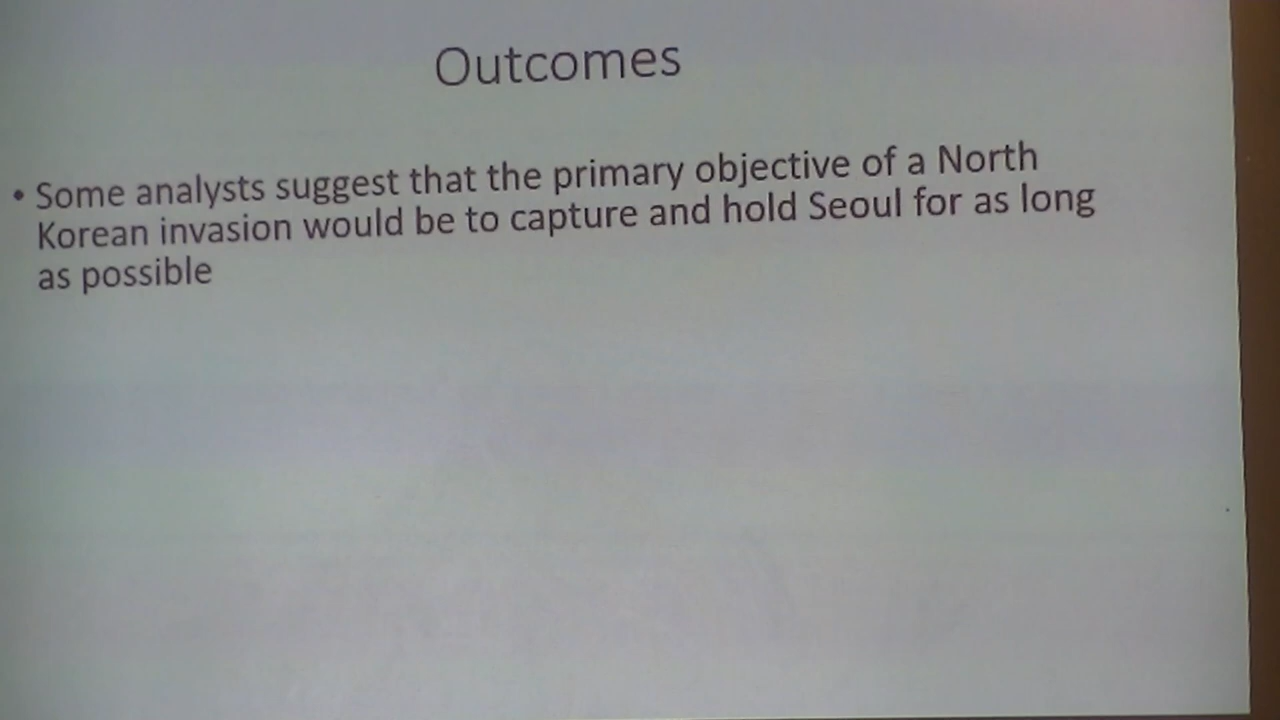 Outcomes
• Some analysts suggest that the primary objective of a North
Korean invasion would be to capture and hold Seoul for as long
as possible